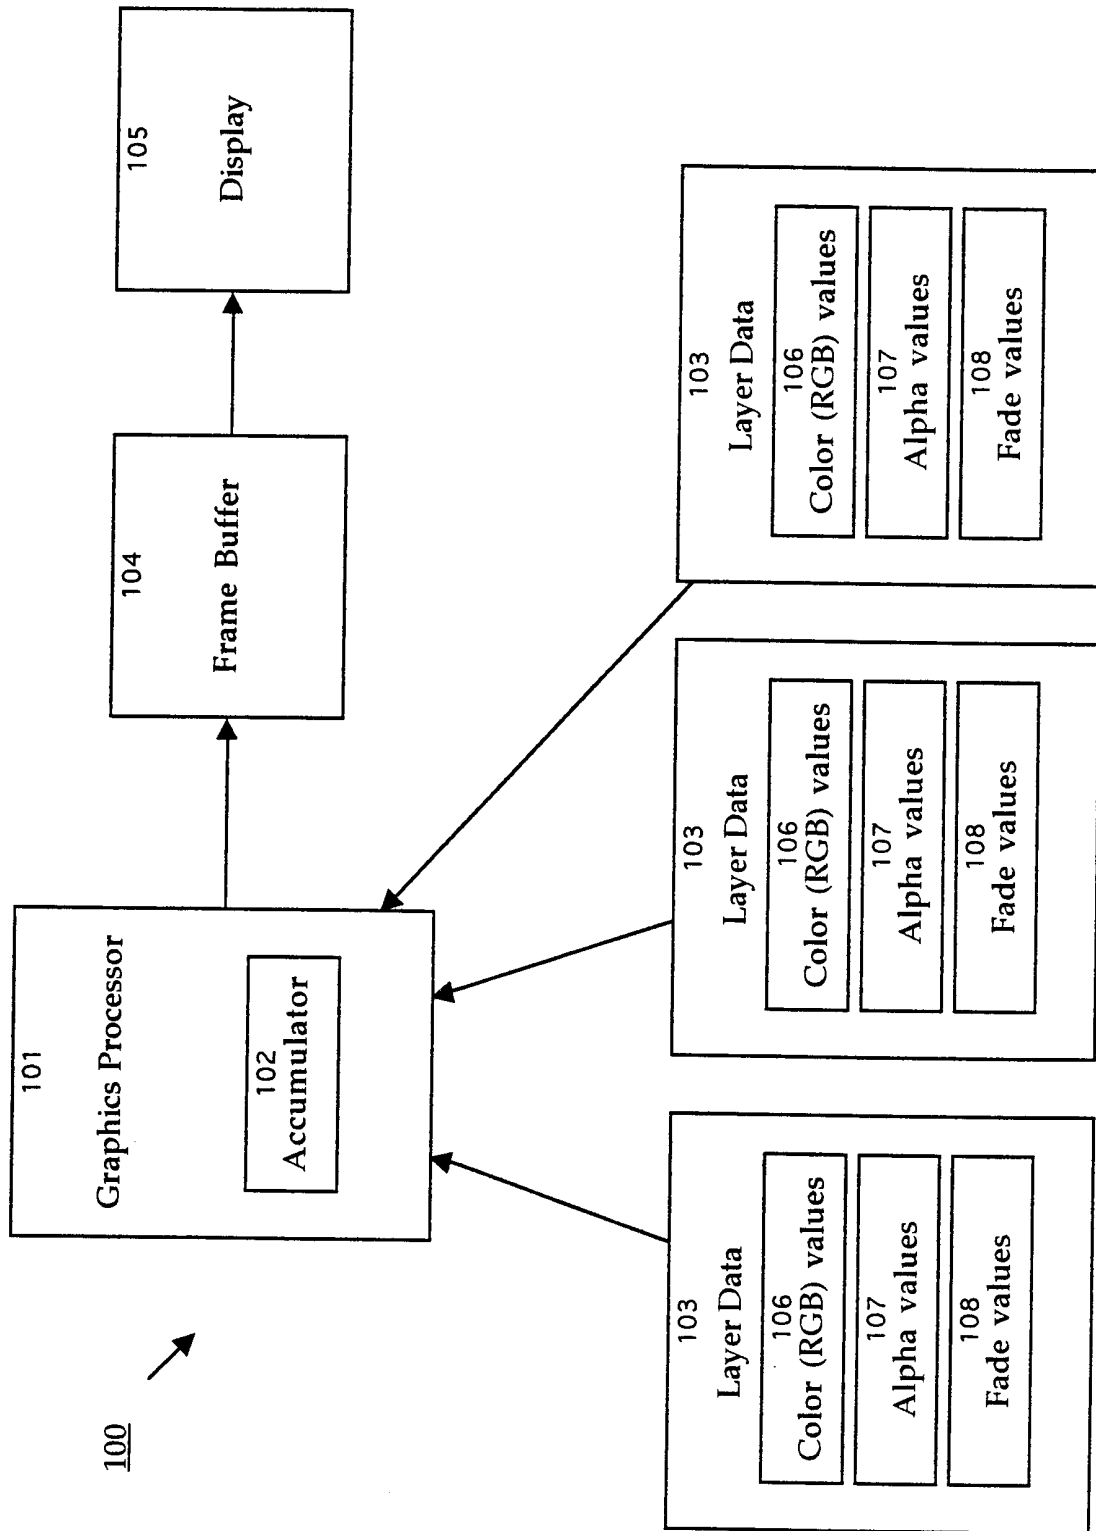 100
101
Graphics Processor
102
Accumulator
104
Frame Buffer
105
Display
103
Layer Data
106
Color (RGB) values
107
Alpha values
108
Fade values
103
Layer Data
106
Color (RGB) values
107
Alpha values
108
Fade values
103
Layer Data
106
Color (RGB) values
107
Alpha values
108
Fade values